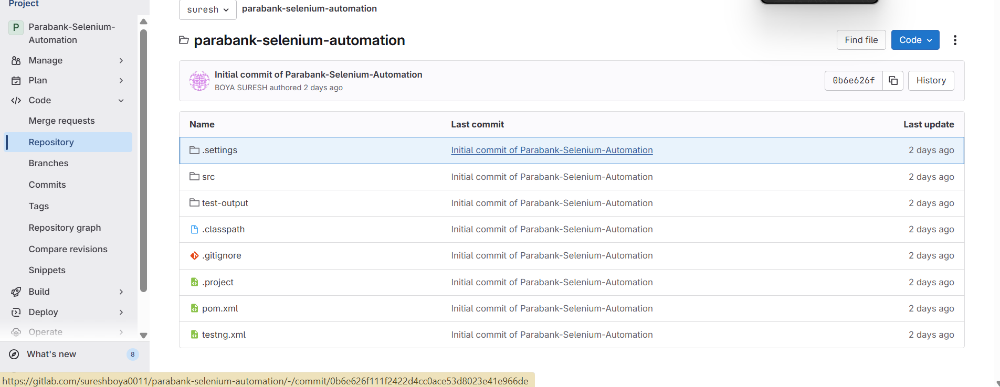 Project
P
Parabank-Selenium-
Automation
Manage
Plan
Code
Merge requests
Repository
Branches
Commits
Tags
Repository graph
Compare revisions
Snippets
Build
Deploy
Operate
What's new
8
suresh
parabank-selenium-automation
parabank-selenium-automation
Find file
Code
Initial commit of Parabank-Selenium-Automation
BOYA SURESH authored 2 days ago
0b6e626f
History
Name Last commit Last update
.settings Initial commit of Parabank-Selenium-Automation 2 days ago
src Initial commit of Parabank-Selenium-Automation 2 days ago
test-output Initial commit of Parabank-Selenium-Automation 2 days ago
.classpath Initial commit of Parabank-Selenium-Automation 2 days ago
.gitignore Initial commit of Parabank-Selenium-Automation 2 days ago
.project Initial commit of Parabank-Selenium-Automation 2 days ago
pom.xml Initial commit of Parabank-Selenium-Automation 2 days ago
testng.xml Initial commit of Parabank-Selenium-Automation 2 days ago
https://gitlab.com/sureshboya0011/parabank-selenium-automation/-/commit/0b6e626f111f2422d4cc0ace53d8023e41e966de